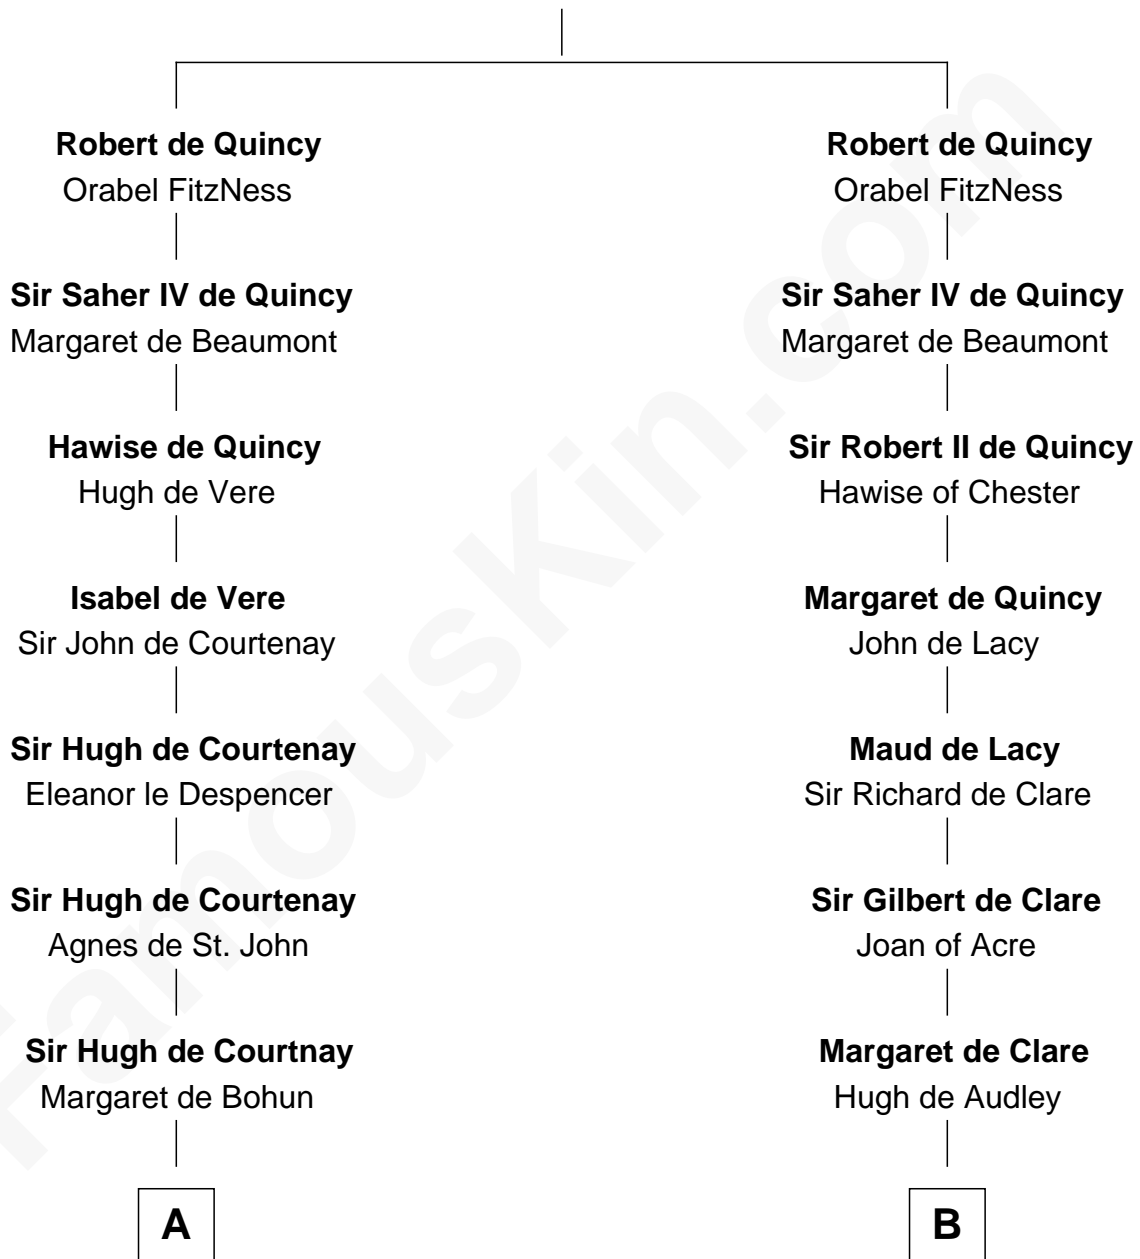 Robert de Quincy
Orabel FitzNess
Sir Saher IV de Quincy
Margaret de Beaumont
Hawise de Quincy
Hugh de Vere
Isabel de Vere
Sir John de Courtenay
Sir Hugh de Courtenay
Eleanor le Despencer
Sir Hugh de Courtenay
Agnes de St. John
Sir Hugh de Courtnay
Margaret de Bohun
A
Robert de Quincy
Orabel FitzNess
Sir Saher IV de Quincy
Margaret de Beaumont
Sir Robert II de Quincy
Hawise of Chester
Margaret de Quincy
John de Lacy
Maud de Lacy
Sir Richard de Clare
Sir Gilbert de Clare
Joan of Acre
Margaret de Clare
Hugh de Audley
B
FamousKin.com